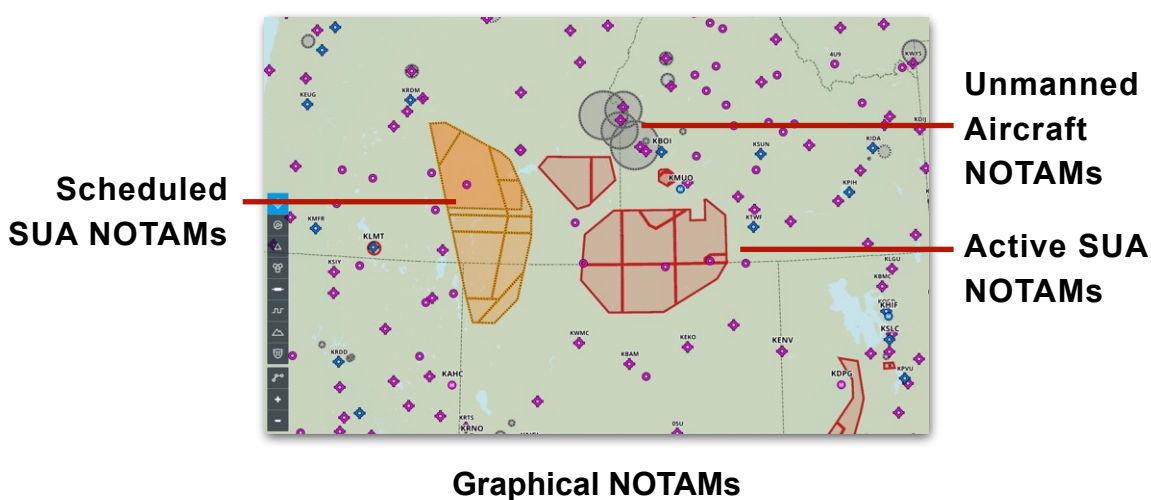 Unmanned
Aircraft
NOTAMs
Scheduled
SUA NOTAMs
Active SUA
NOTAMs
4U9
KWYS
KEUG
KRDM
KBOI
KSUN
KIDA
KMUO
KPIH
KMFR
KTWF
KLMT
KSIY
KLGU
KBMC
KHIF
KSLC
KWMC
KEKO
KENV
KBAM
KRDD
KAHC
KDPG
KPVU
KRTS
KRNO
05U
Graphical NOTAMs